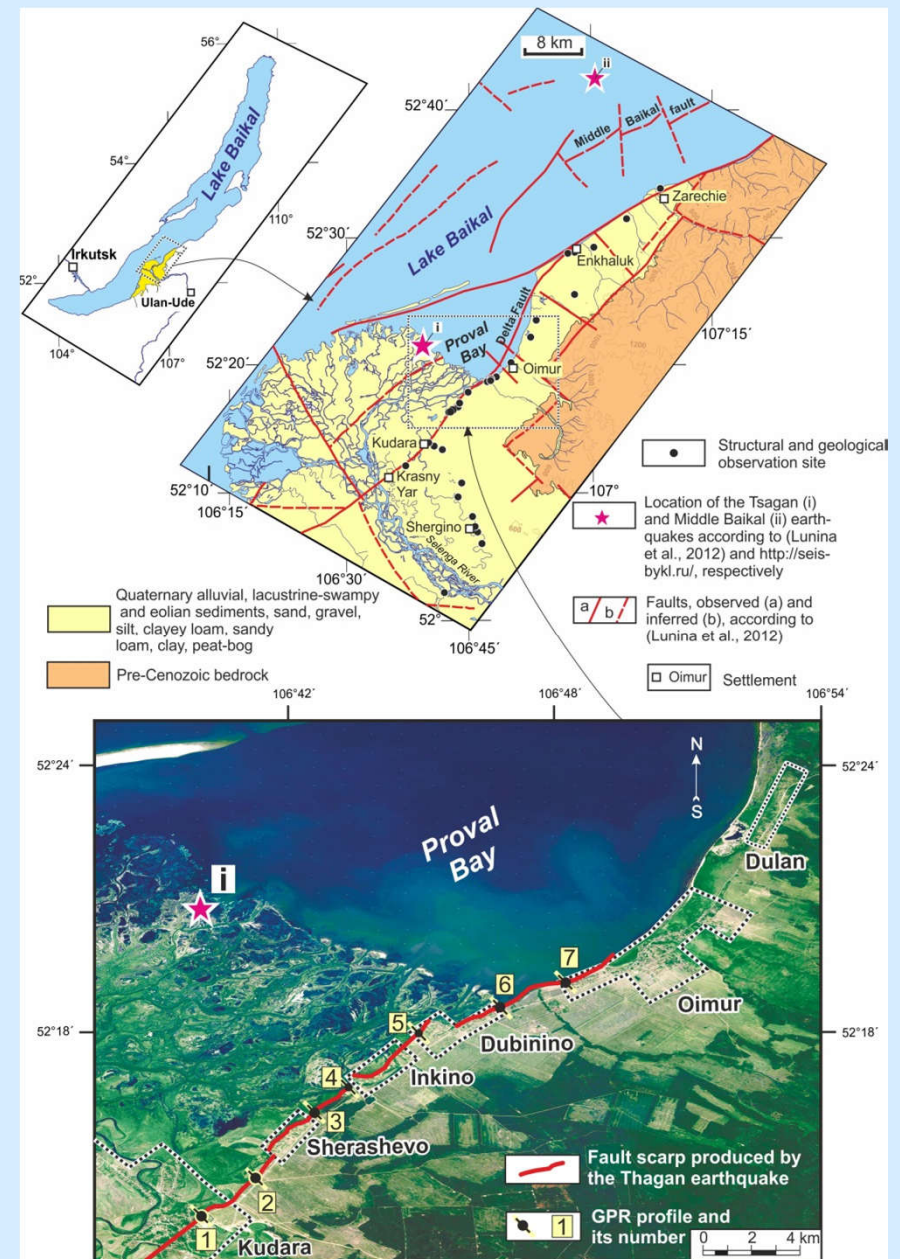 56°
54°
52°
104°
107°
110°
Lake Baikal
Irkutsk
Ulan-Ude
8 km
ii
52°40´
52°30´
52°20´
52°10´
106°15´
106°30´
52°
106°45´
107°
107°15´
Middle Baikal fault
Lake Baikal
Zarechie
Enkhaluk
Delta Fault
i
Proval
Bay
Oimur
Kudara
Krasny
Yar
Shergino
Selenga River
Structural and geological
observation site
Location of the Tsagan (i)
and Middle Baikal (ii) earth-
quakes according to (Lunina
et al., 2012) and http://seis-
bykl.ru/, respectively
a b
Faults, observed (a) and
inferred (b), according to
(Lunina et al., 2012)
Oimur
Settlement
Quaternary alluvial, lacustrine-swampy
and eolian sediments, sand, gravel,
silt, clayey loam, sandy
loam, clay, peat-bog
Pre-Cenozoic bedrock
106°42´
106°48´
106°54´
52°24´
52°24´
52°18´
52°18´
N
S
Proval
Bay
i
Dulan
7
6
Oimur
5
Dubinino
4
Inkino
3
Sherashevo
2
1
Kudara
Fault scarp produced by
the Thagan earthquake
1
GPR profile and
its number
0 2 4 km